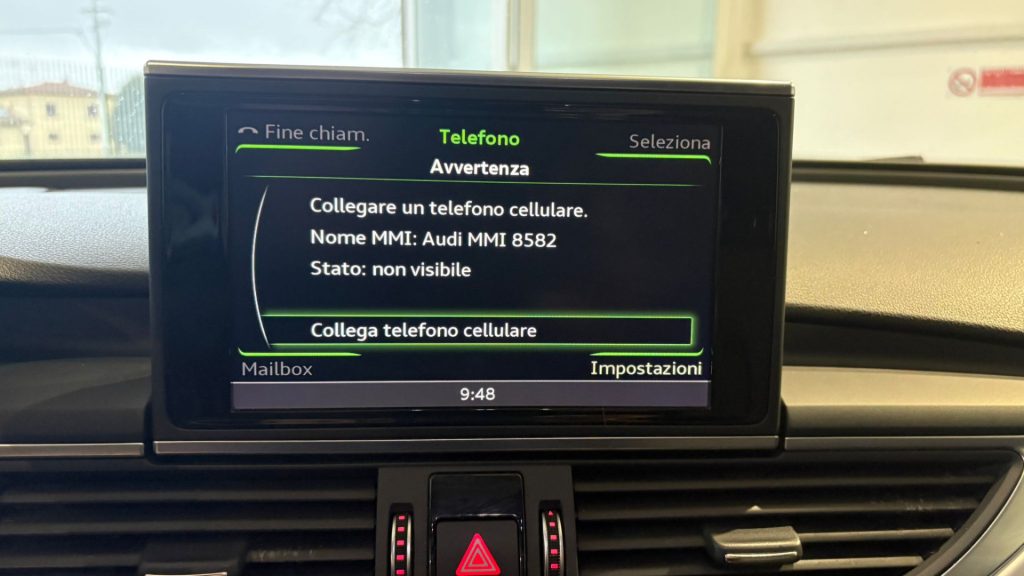 Fine chiam.
Telefono
Seleziona
Avvertenza
Collegare un telefono cellulare.
Nome MMI: Audi MMI 8582
Stato: non visibile
Collega telefono cellulare
Mailbox
Impostazioni
9:48